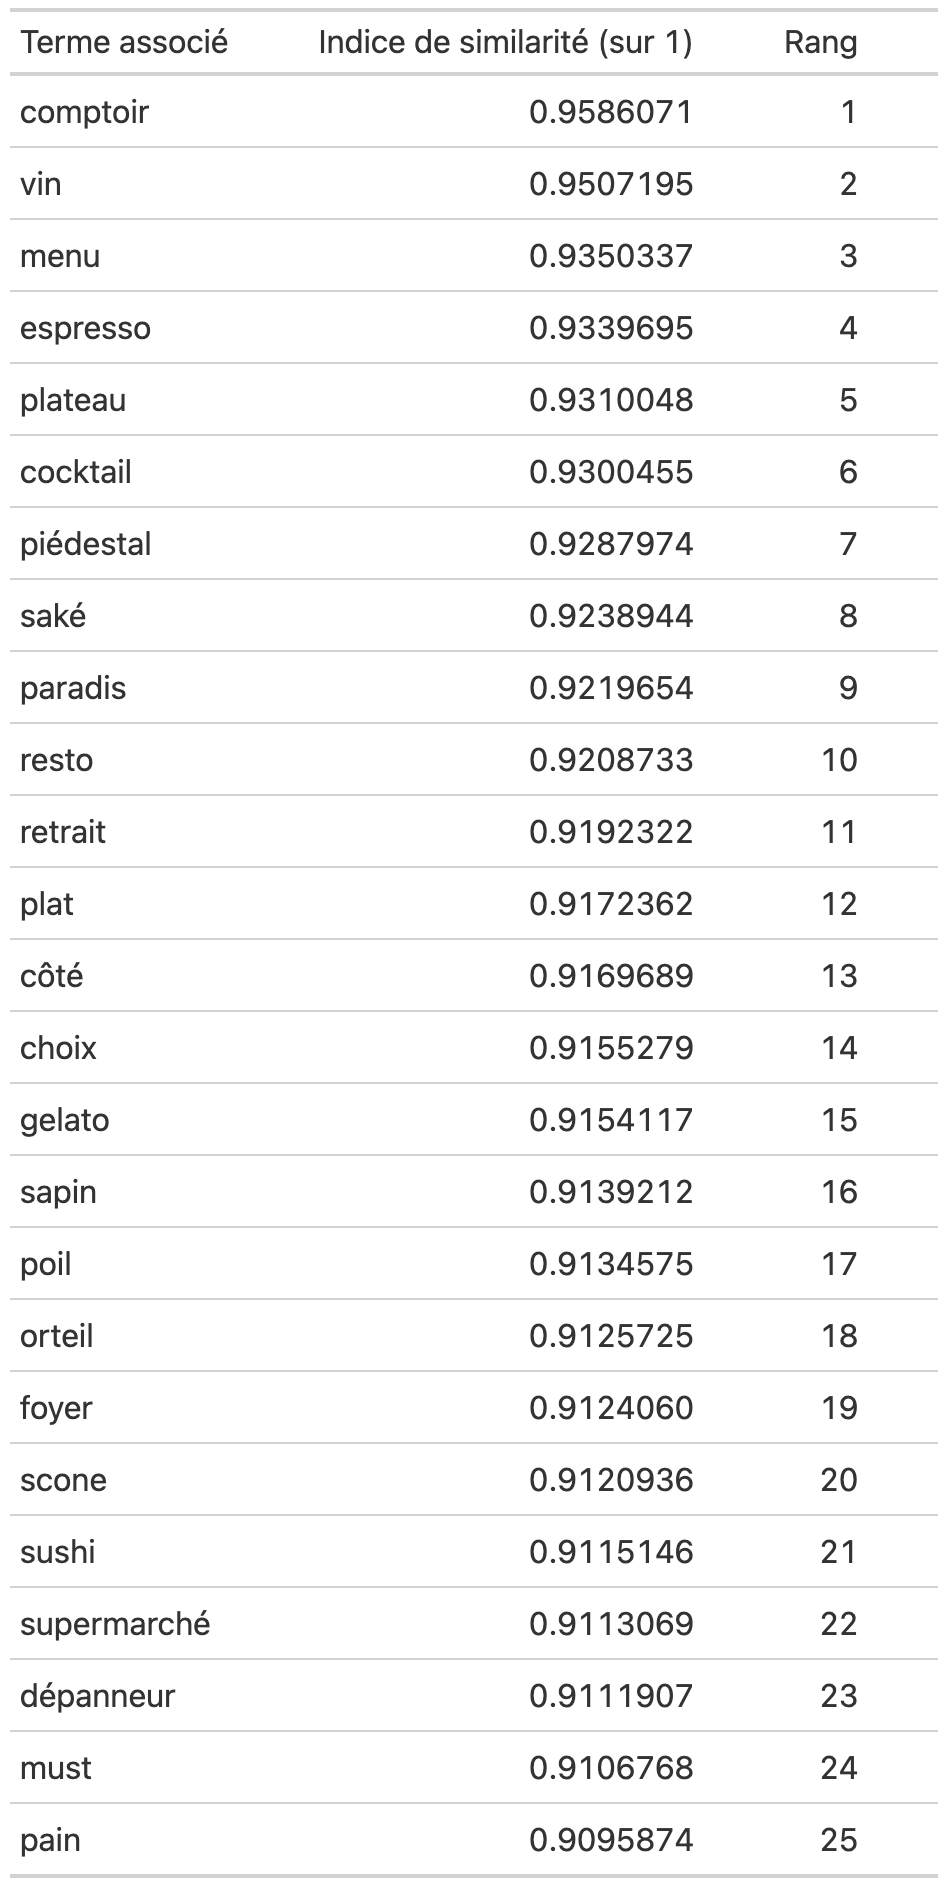 Terme associé Indice de similarité (sur 1) Rang
comptoir 0.9586071 1
vin 0.9507195 2
menu 0.9350337 3
espresso 0.9339695 4
plateau 0.9310048 5
cocktail 0.9300455 6
piédestal 0.9287974 7
saké 0.9238944 8
paradis 0.9219654 9
resto 0.9208733 10
retrait 0.9192322 11
plat 0.9172362 12
côté 0.9169689 13
choix 0.9155279 14
gelato 0.9154117 15
sapin 0.9139212 16
poil 0.9134575 17
orteil 0.9125725 18
foyer 0.9124060 19
scone 0.9120936 20
sushi 0.9115146 21
supermarché 0.9113069 22
dépanneur 0.9111907 23
must 0.9106768 24
pain 0.9095874 25